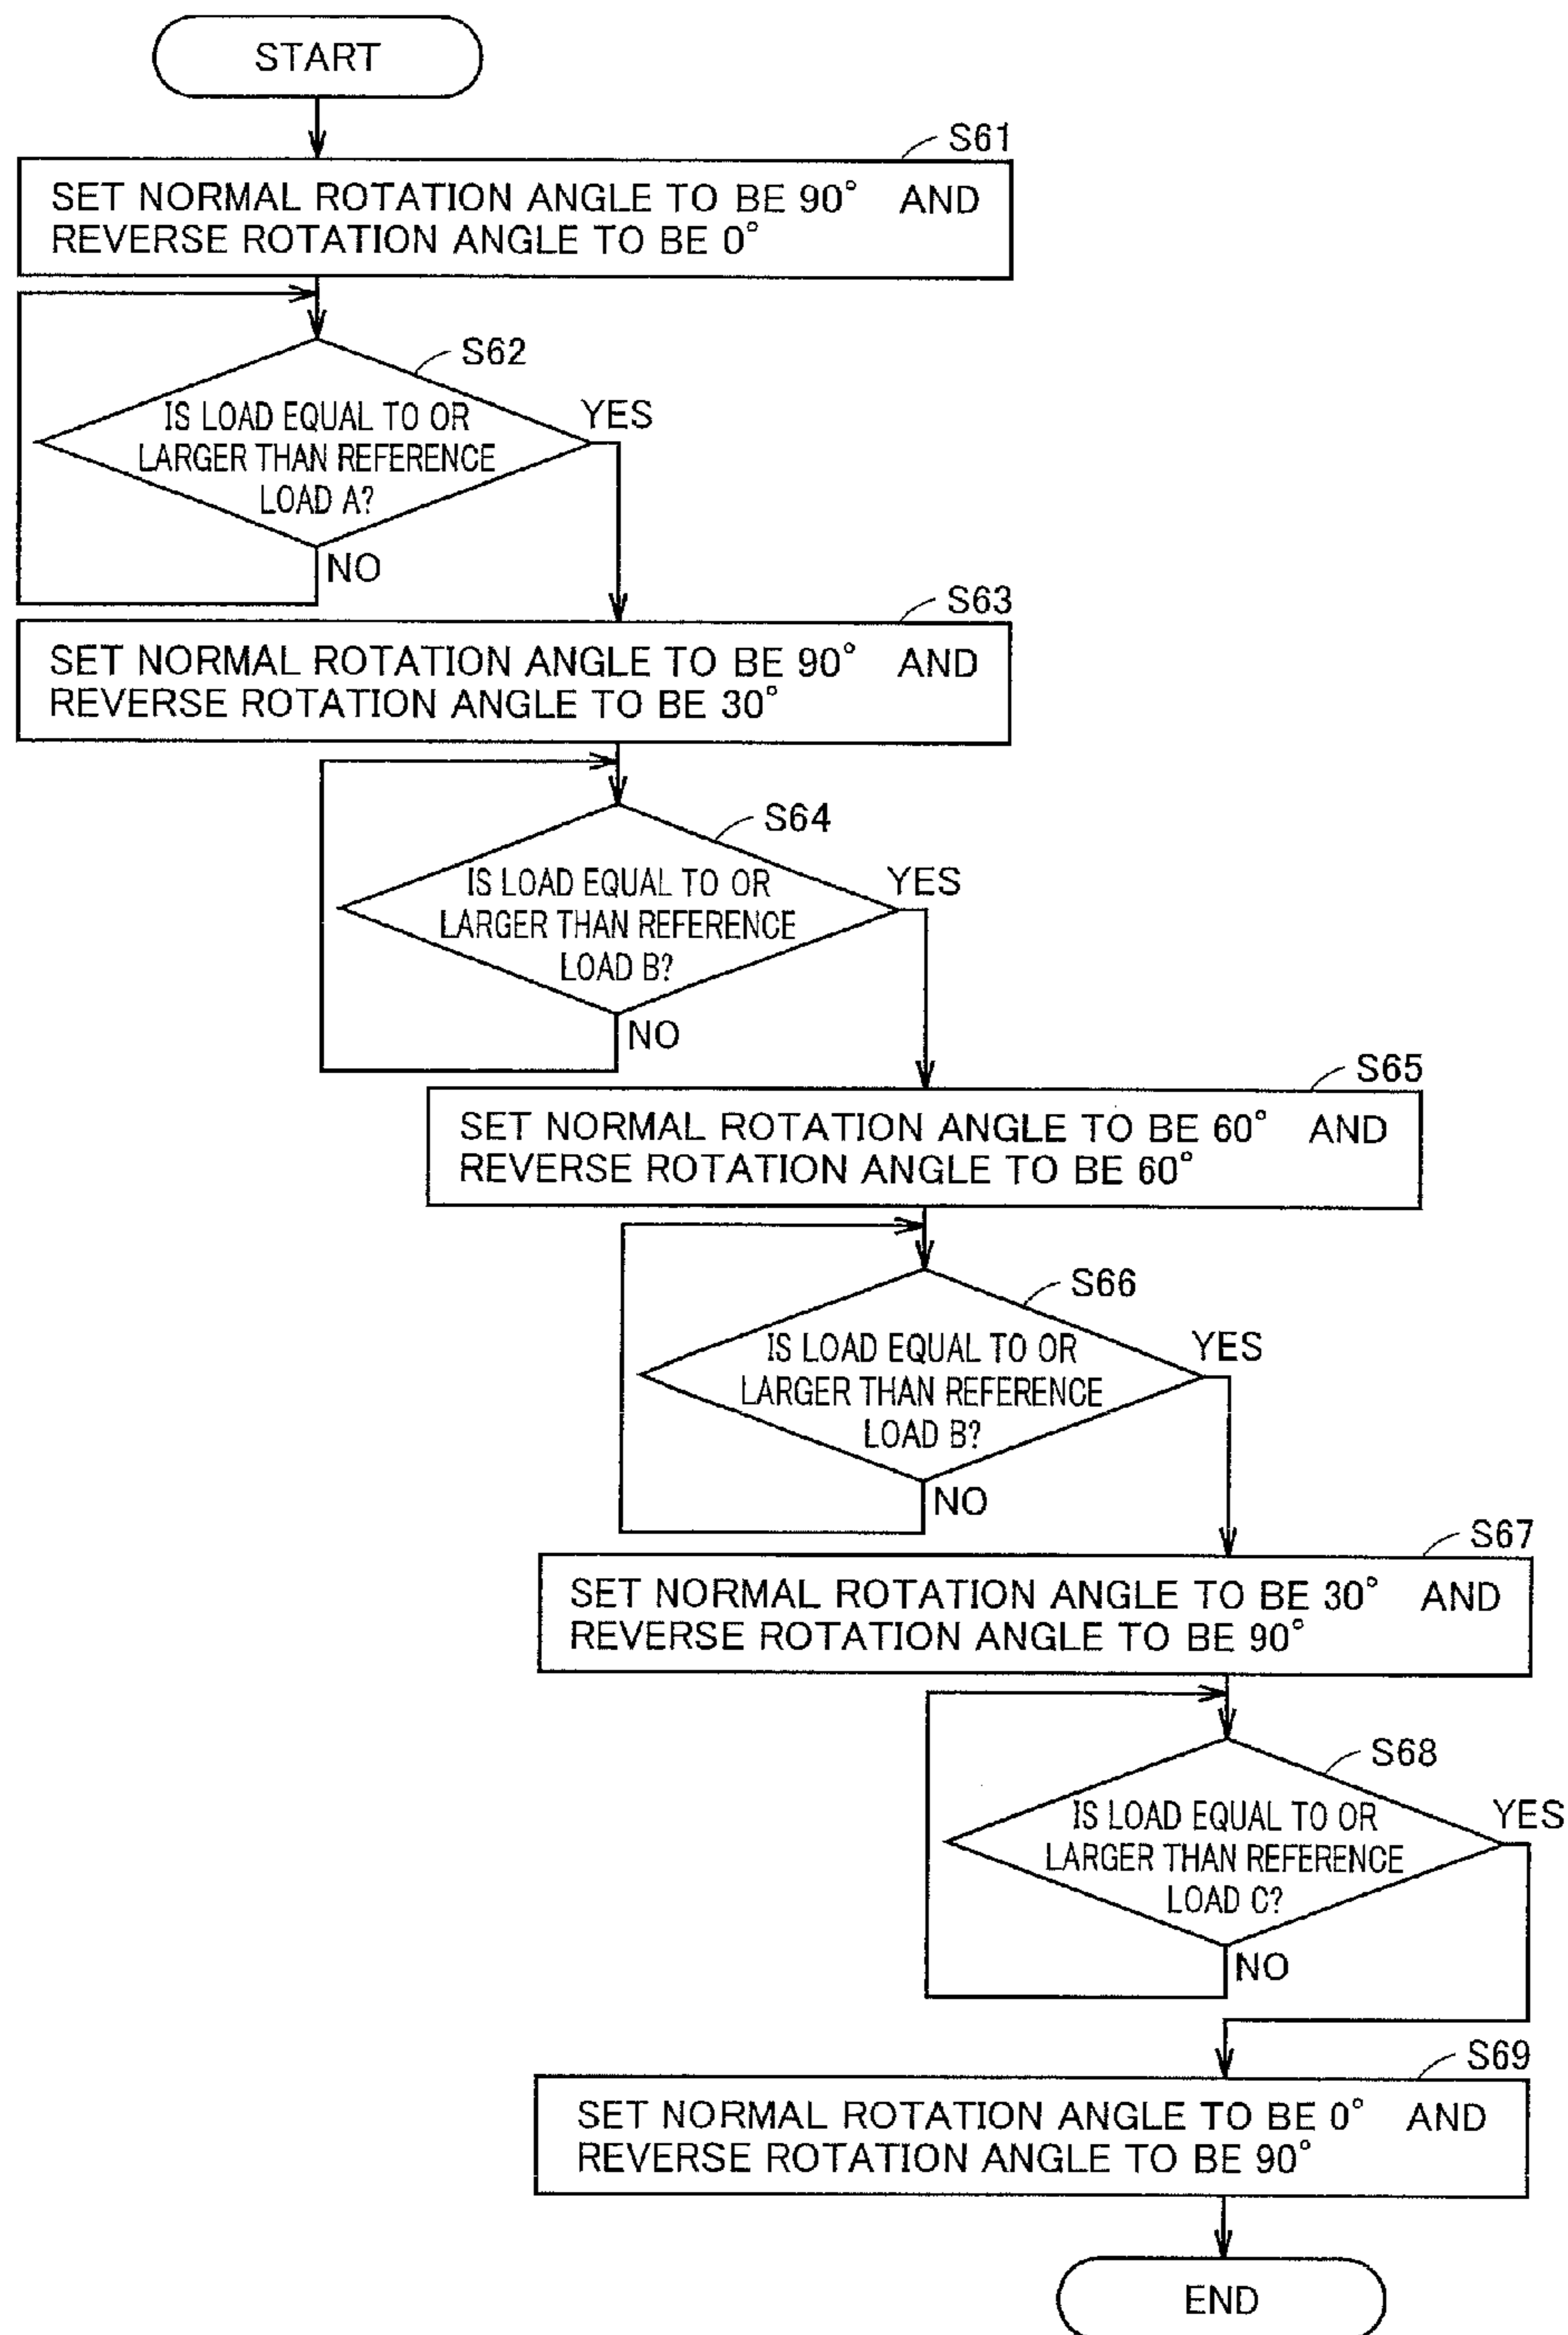 START
S61
SET NORMAL ROTATION ANGLE TO BE 90° AND
REVERSE ROTATION ANGLE TO BE 0°
S62
IS LOAD EQUAL TO OR
LARGER THAN REFERENCE
LOAD A?
YES
NO
S63
SET NORMAL ROTATION ANGLE TO BE 90° AND
REVERSE ROTATION ANGLE TO BE 30°
S64
IS LOAD EQUAL TO OR
LARGER THAN REFERENCE
LOAD B?
YES
NO
S65
SET NORMAL ROTATION ANGLE TO BE 60° AND
REVERSE ROTATION ANGLE TO BE 60°
S66
IS LOAD EQUAL TO OR
LARGER THAN REFERENCE
LOAD B?
YES
NO
S67
SET NORMAL ROTATION ANGLE TO BE 30° AND
REVERSE ROTATION ANGLE TO BE 90°
S68
IS LOAD EQUAL TO OR
LARGER THAN REFERENCE
LOAD C?
YES
NO
S69
SET NORMAL ROTATION ANGLE TO BE 0° AND
REVERSE ROTATION ANGLE TO BE 90°
END